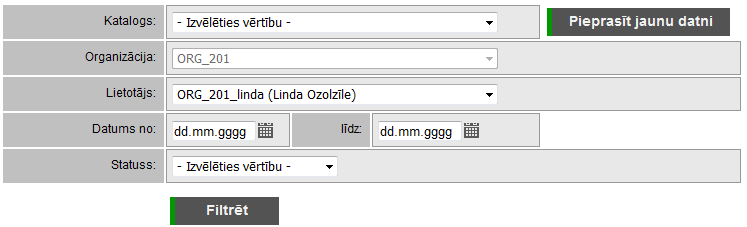 Katalogs: - Izvēlēties vērtību - Pieprasīt jaunu datni
Organizācija: ORG_201
Lietotājs: ORG_201_linda (Linda Ozolzīle)
Datums no: dd.mm.gggg līdz: dd.mm.gggg
Statuss: - Izvēlēties vērtību -
Filtrēt